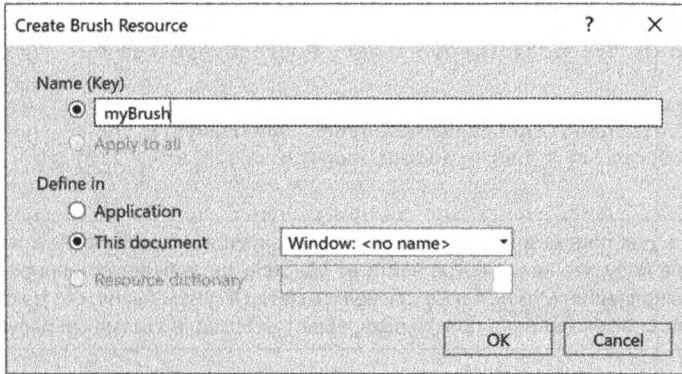 Create Brush Resource ? ×
Name (Key)
myBrush
Apply to all
Define in
Application
This document Window: <no name>
Resource dictionary
OK Cancel